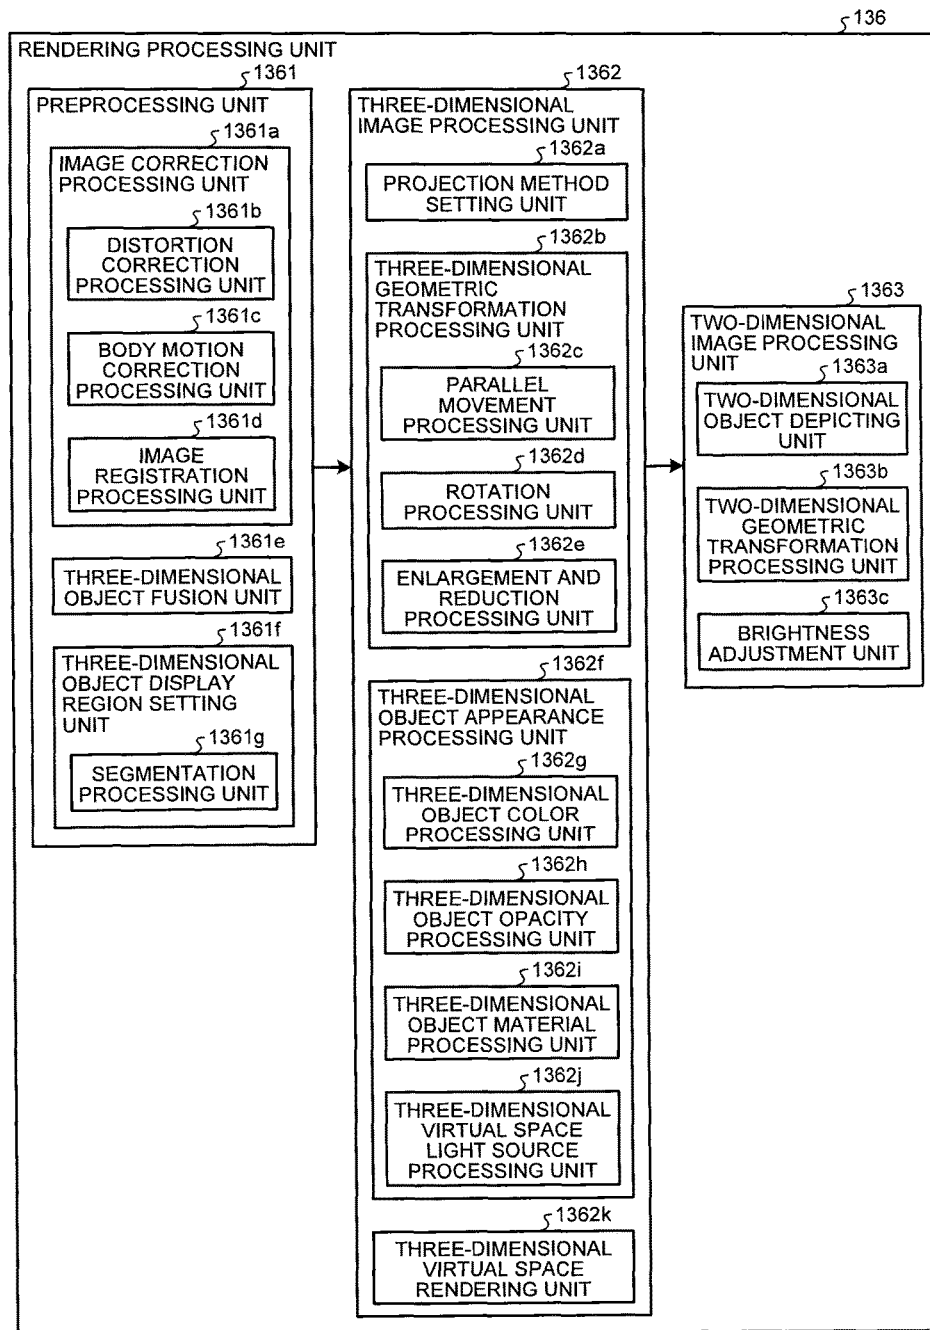 136
RENDERING PROCESSING UNIT
1361
PREPROCESSING UNIT
1361a
IMAGE CORRECTION
PROCESSING UNIT
1361b
DISTORTION
CORRECTION
PROCESSING UNIT
1361c
BODY MOTION
CORRECTION
PROCESSING UNIT
1361d
IMAGE
REGISTRATION
PROCESSING UNIT
1361e
THREE-DIMENSIONAL
OBJECT FUSION UNIT
1361f
THREE-DIMENSIONAL
OBJECT DISPLAY
REGION SETTING
UNIT
1361g
SEGMENTATION
PROCESSING UNIT
1362
THREE-DIMENSIONAL
IMAGE PROCESSING UNIT
1362a
PROJECTION METHOD
SETTING UNIT
1362b
THREE-DIMENSIONAL
GEOMETRIC
TRANSFORMATION
PROCESSING UNIT
1362c
PARALLEL
MOVEMENT
PROCESSING UNIT
1362d
ROTATION
PROCESSING UNIT
1362e
ENLARGEMENT AND
REDUCTION
PROCESSING UNIT
1362f
THREE-DIMENSIONAL
OBJECT APPEARANCE
PROCESSING UNIT
1362g
THREE-DIMENSIONAL
OBJECT COLOR
PROCESSING UNIT
1362h
THREE-DIMENSIONAL
OBJECT OPACITY
PROCESSING UNIT
1362i
THREE-DIMENSIONAL
OBJECT MATERIAL
PROCESSING UNIT
1362j
THREE-DIMENSIONAL
VIRTUAL SPACE
LIGHT SOURCE
PROCESSING UNIT
1362k
THREE-DIMENSIONAL
VIRTUAL SPACE
RENDERING UNIT
1363
TWO-DIMENSIONAL
IMAGE PROCESSING
UNIT
1363a
TWO-DIMENSIONAL
OBJECT DEPICTING
UNIT
1363b
TWO-DIMENSIONAL
GEOMETRIC
TRANSFORMATION
PROCESSING UNIT
1363c
BRIGHTNESS
ADJUSTMENT UNIT